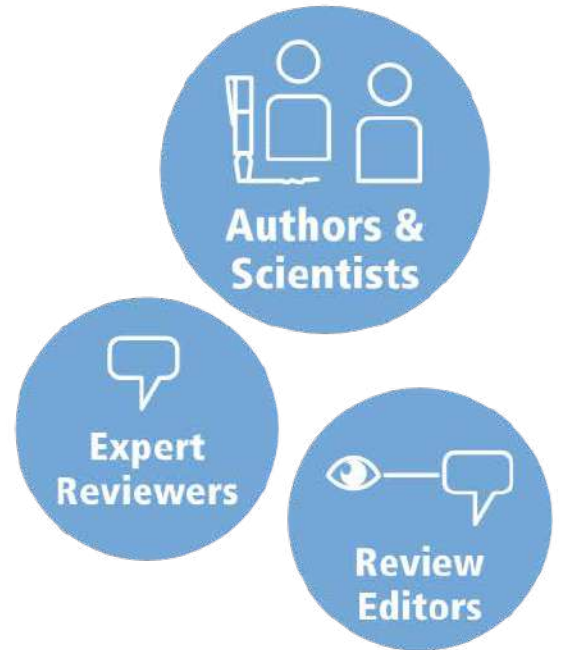 Authors &
Scientists
Expert
Reviewers
Review
Editors